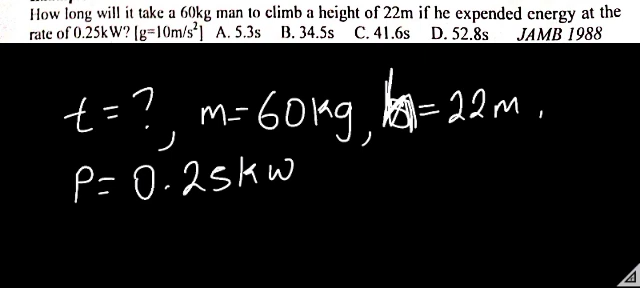 How long will it take a 60kg man to climb a height of 22m if he expended energy at the
rate of 0.25kW? [g=10m/s²] A. 5.3s B. 34.5s C. 41.6s D. 52.8s JAMB 1988
t = ?, m = 60kg, h = 22m,
P = 0.25kW